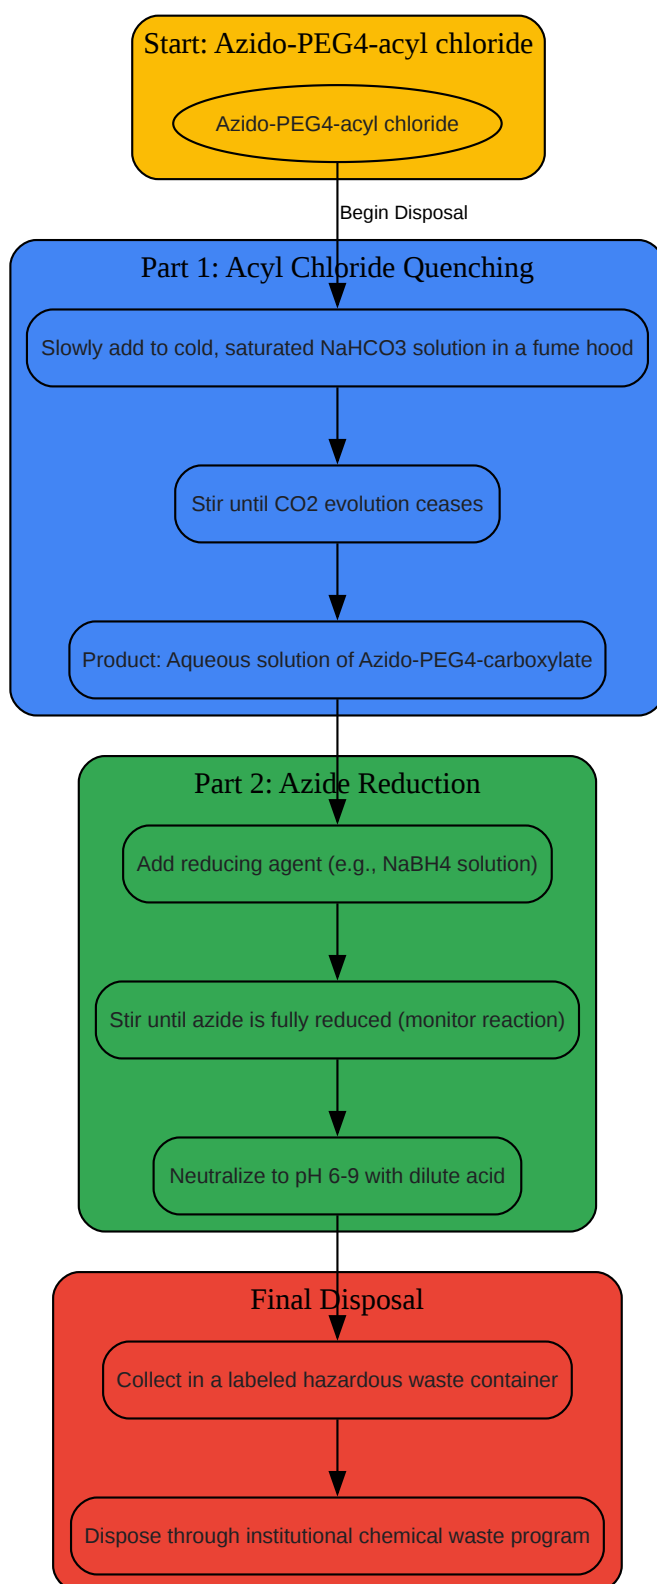 Start: Azido-PEG4-acyl chloride
Azido-PEG4-acyl chloride
Begin Disposal
Part 1: Acyl Chloride Quenching
Slowly add to cold, saturated NaHCO3 solution in a fume hood
Stir until CO2 evolution ceases
Product: Aqueous solution of Azido-PEG4-carboxylate
Part 2: Azide Reduction
Add reducing agent (e.g., NaBH4 solution)
Stir until azide is fully reduced (monitor reaction)
Neutralize to pH 6-9 with dilute acid
Final Disposal
Collect in a labeled hazardous waste container
Dispose through institutional chemical waste program